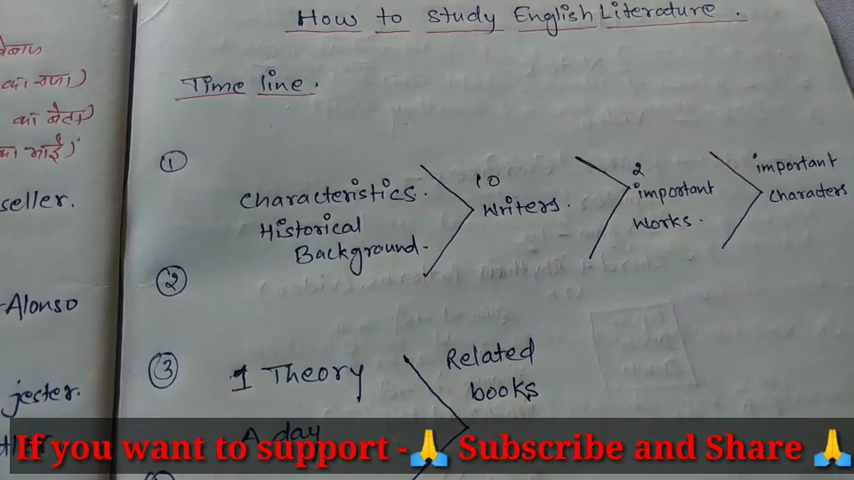 How to study English Literature.
Time line.
①
Characteristics.
Historical
Background.
10
Writers.
2
important
Works.
important
characters
②
③
1 Theory
A day
Related
books
का राजा)
का बेटा)
का भाई)
seller.
-Alonso
jester.
If you want to support -🙏 Subscribe and Share 🙏